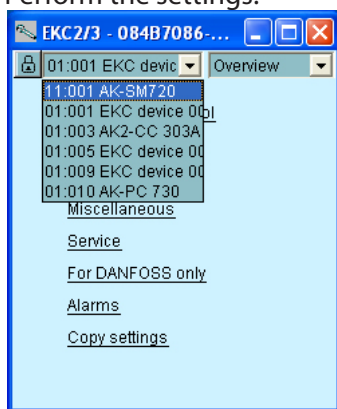 Perform the settings.
EKC2/3 - 084B7086-...
01:001 EKC devic Overview
11:001 AK-SM720
01:001 EKC device 00
01:003 AK2-CC 303A
01:005 EKC device 00
01:009 EKC device 00
01:010 AK-PC 730
Miscellaneous
Service
For DANFOSS only
Alarms
Copy settings